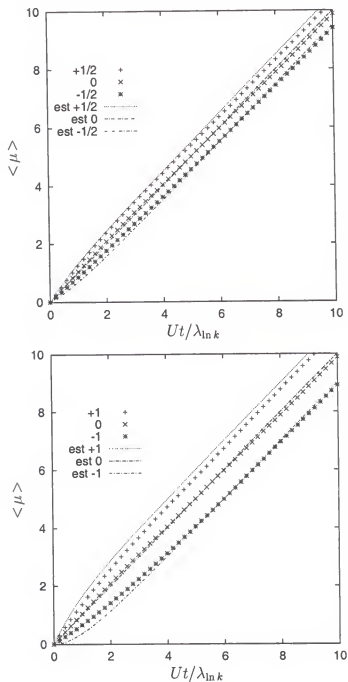 10
8
6
4
2
0
< μ >
+1/2
0
-1/2
est +1/2
est 0
est -1/2
0 2 4 6 8 10
Ut/λ_{ln k}
10
8
6
4
2
0
< μ >
+1
0
-1
est +1
est 0
est -1
0 2 4 6 8 10
Ut/λ_{ln k}